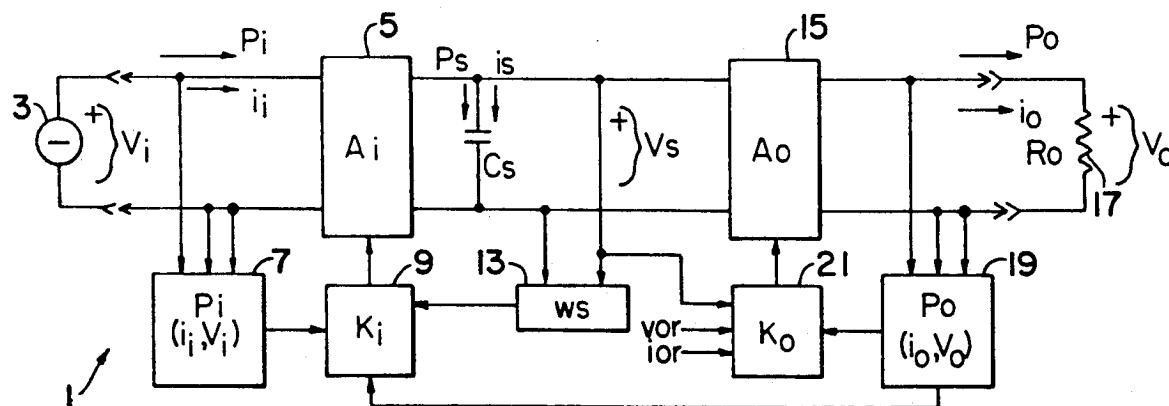 5
15
Pi
Ps
is
Po
ii
io
3
+
Vi
Ai
Cs
+
Vs
Ao
Ro
+
Vo
17
7
9
13
21
19
Pi
(ii,Vi)
Ki
ws
vor
ior
Ko
Po
(io,Vo)
1